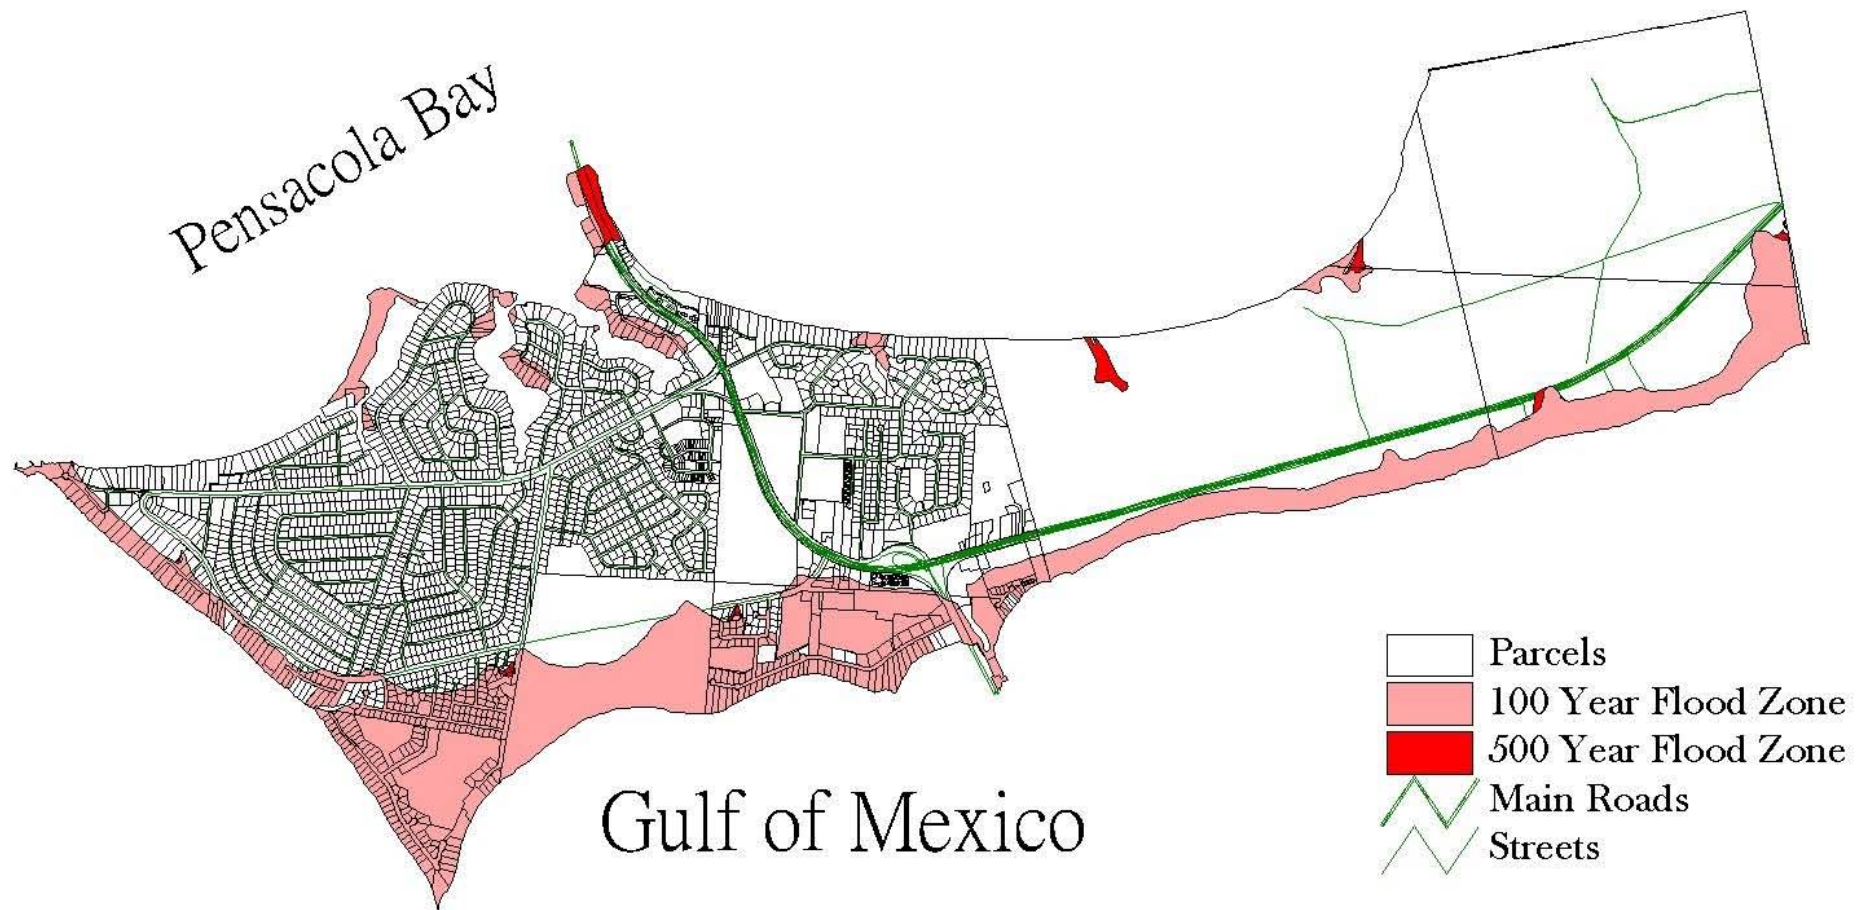 Pensacola Bay
Parcels
100 Year Flood Zone
500 Year Flood Zone
Main Roads
Streets
Gulf of Mexico